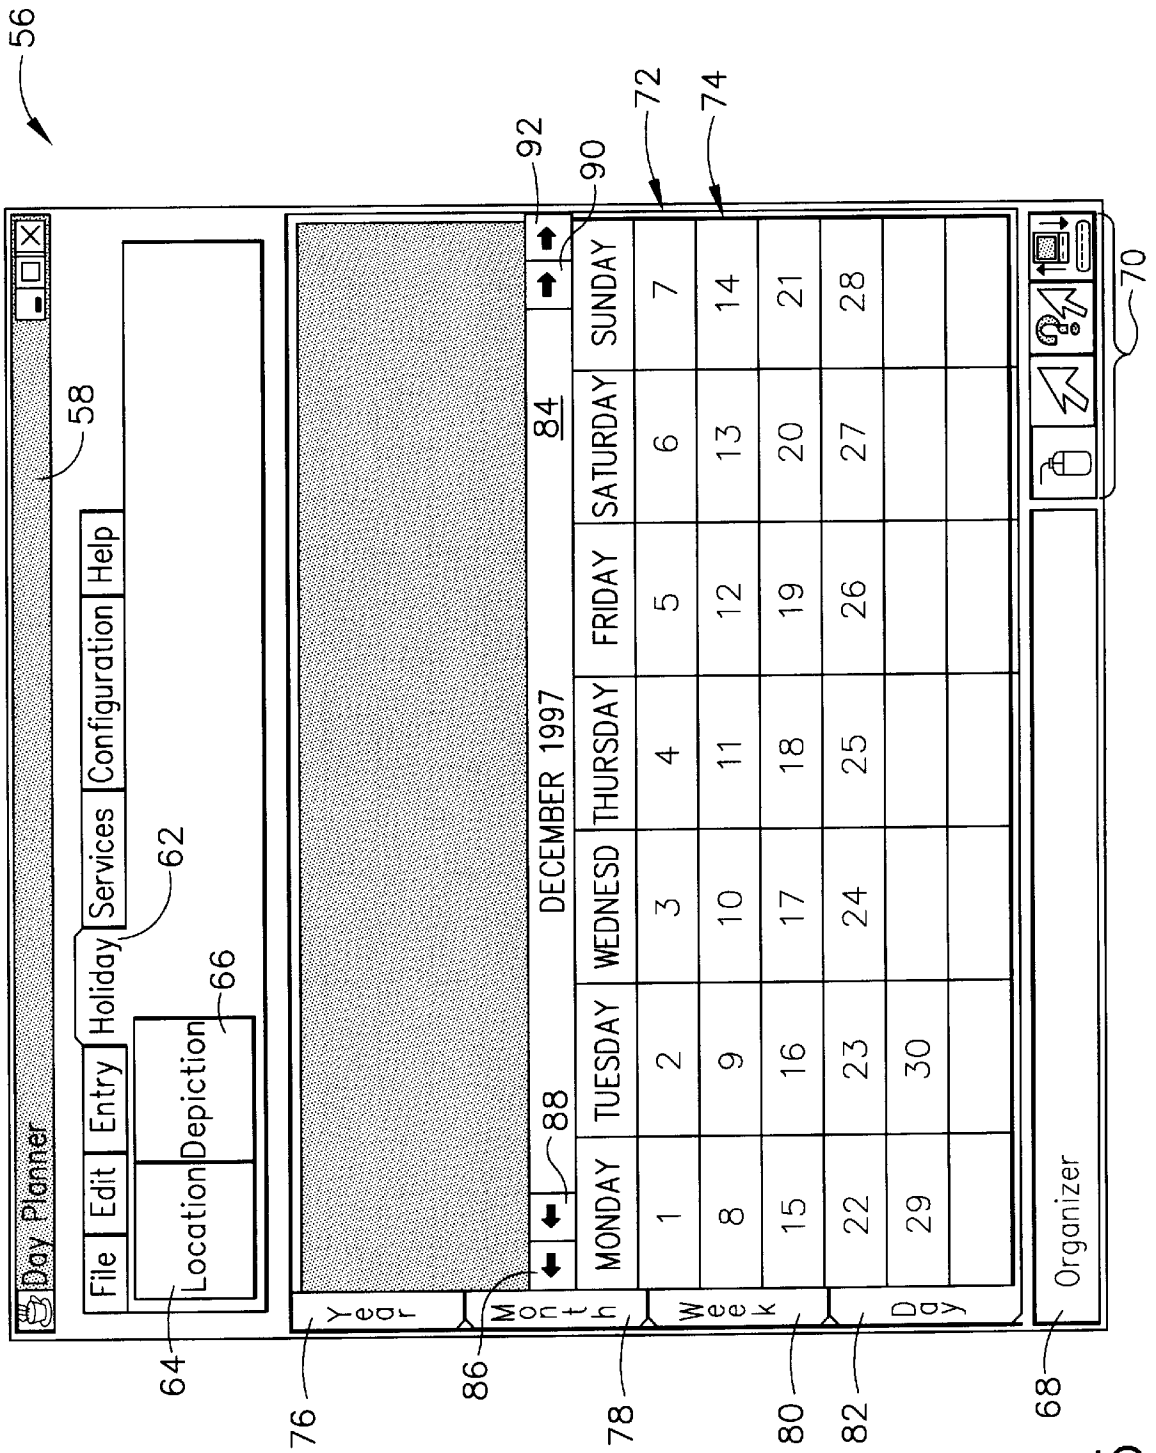 56
Day Planner
58
File Edit Entry Holiday Services Configuration Help
62
Location Depiction
64
66
76
Year
86
88
DECEMBER 1997
84
92
90
78
Month
80
Week
82
Day
72
74
MONDAY TUESDAY WEDNESD THURSDAY FRIDAY SATURDAY SUNDAY
1 2 3 4 5 6 7
8 9 10 11 12 13 14
15 16 17 18 19 20 21
22 23 24 25 26 27 28
29 30
68
Organizer
70